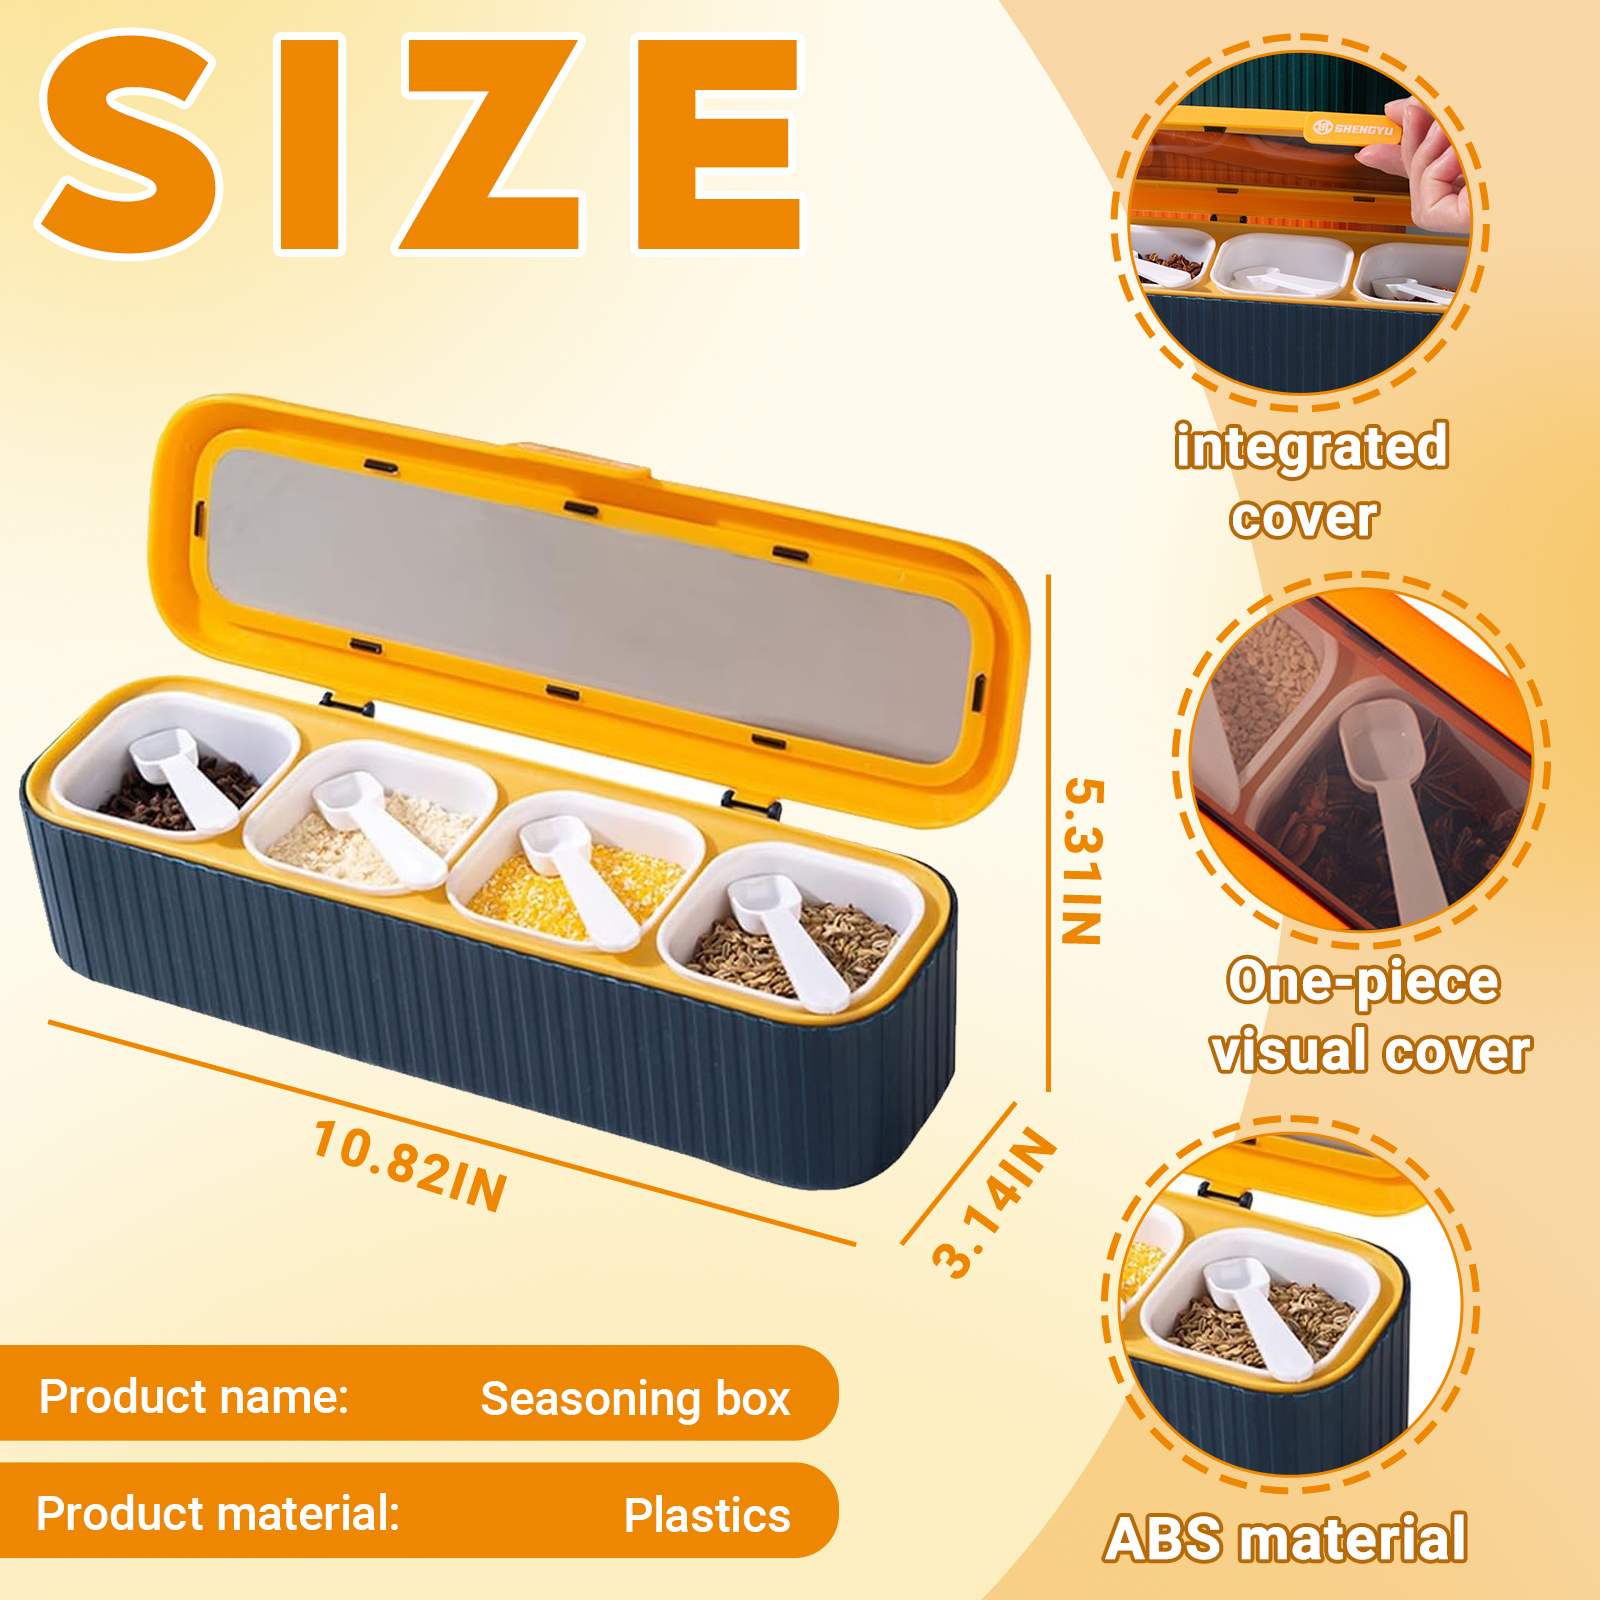 SIZE
SHENGYU
integrated
cover
5.31IN
One-piece
visual cover
10.82IN
3.14IN
Product name: Seasoning box
Product material: Plastics
ABS material